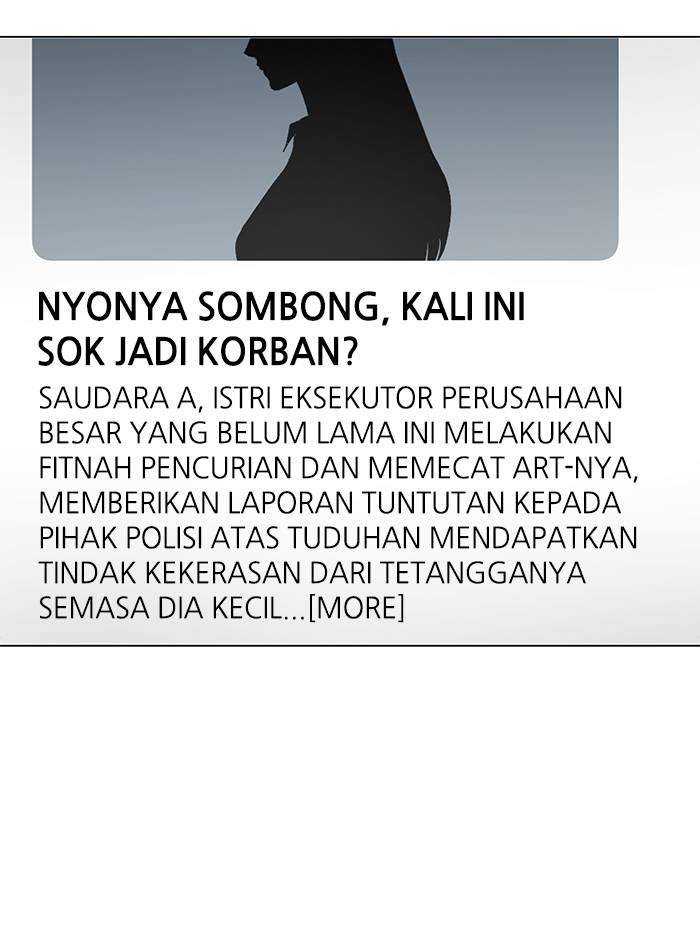 NYONYA SOMBONG, KALI INI
SOK JADI KORBAN?
SAUDARA A, ISTRI EKSEKUTOR PERUSAHAAN
BESAR YANG BELUM LAMA INI MELAKUKAN
FITNAH PENCURIAN DAN MEMECAT ART-NYA,
MEMBERIKAN LAPORAN TUNTUTAN KEPADA
PIHAK POLISI ATAS TUDUHAN MENDAPATKAN
TINDAK KEKERASAN DARI TETANGGANYA
SEMASA DIA KECIL...[MORE]